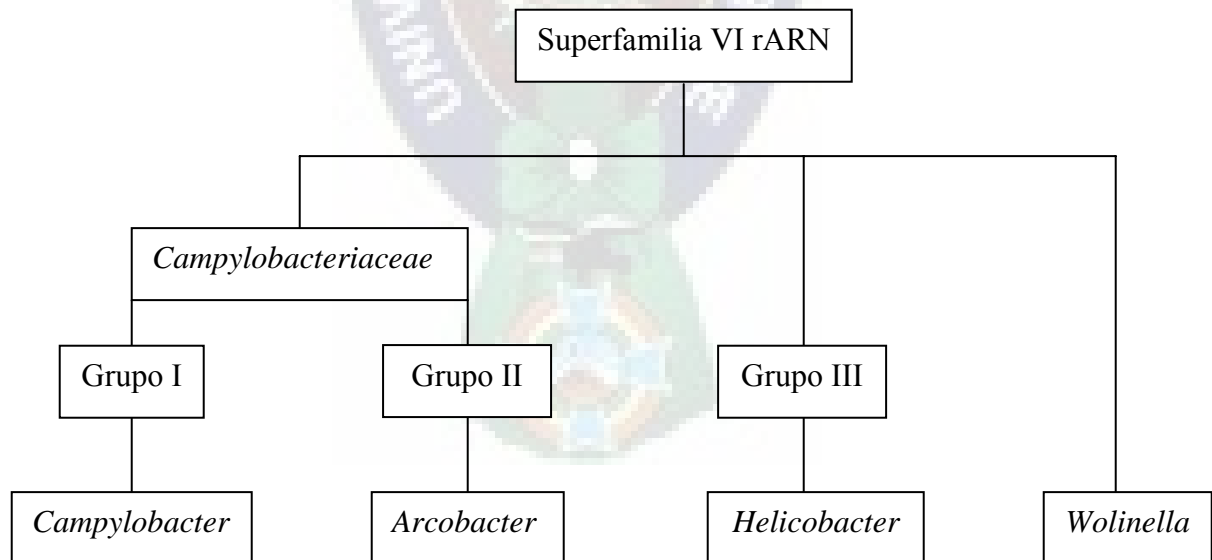 Superfamilia VI rARN
Campylobacteriaceae
Grupo I
Grupo II
Grupo III
Campylobacter
Arcobacter
Helicobacter
Wolinella